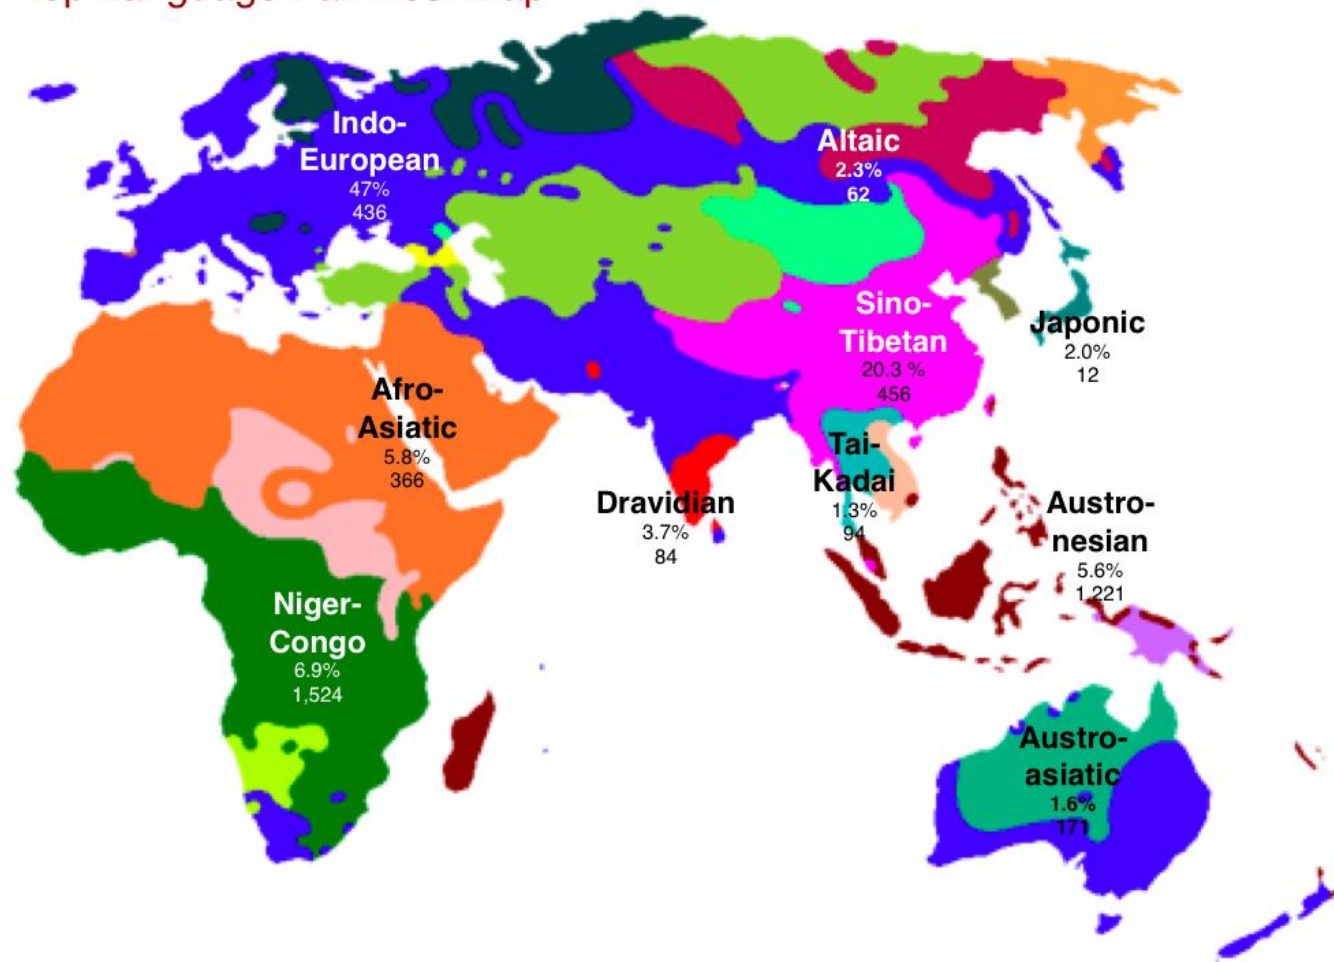 Indo-
European
47%
436
Altaic
2.3%
62
Sino-
Tibetan
20.3 %
456
Japonic
2.0%
12
Afro-
Asiatic
5.8%
366
Tai-
Kadai
1.3%
94
Dravidian
3.7%
84
Austro-
nesian
5.6%
1,221
Niger-
Congo
6.9%
1,524
Austro-
asiatic
1.6%
171